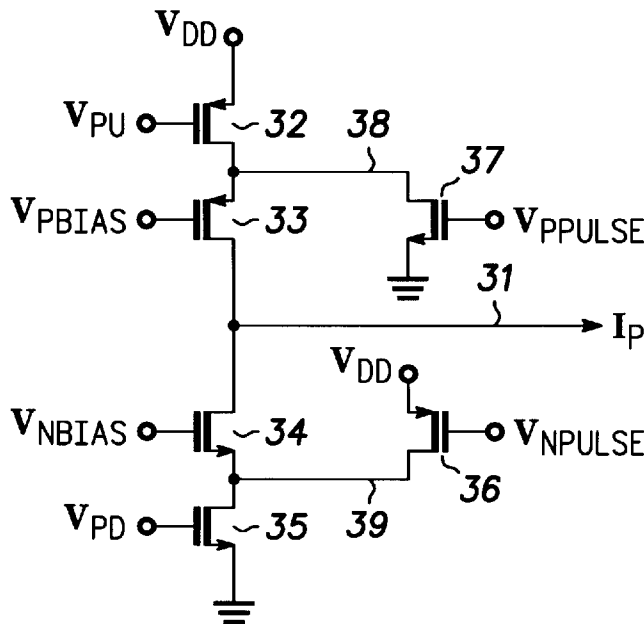 VDD
VPU
32
38
37
VPBIAS
33
VPPULSE
31
IP
VDD
VNBIAS
34
VNPULSE
36
39
VPD
35